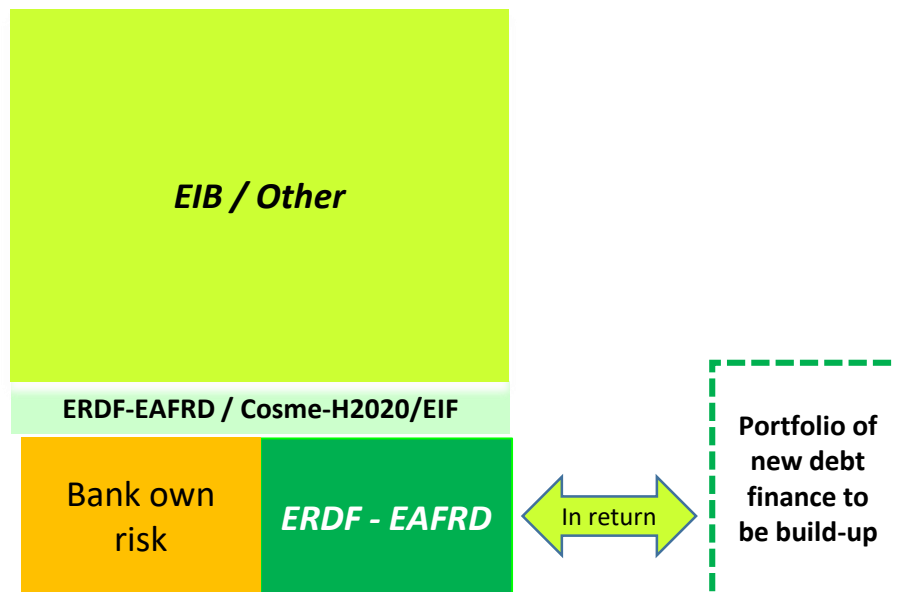 EIB / Other
ERDF-EAFRD / Cosme-H2020/EIF
Bank own
risk
ERDF - EAFRD
In return
Portfolio of
new debt
finance to
be build-up